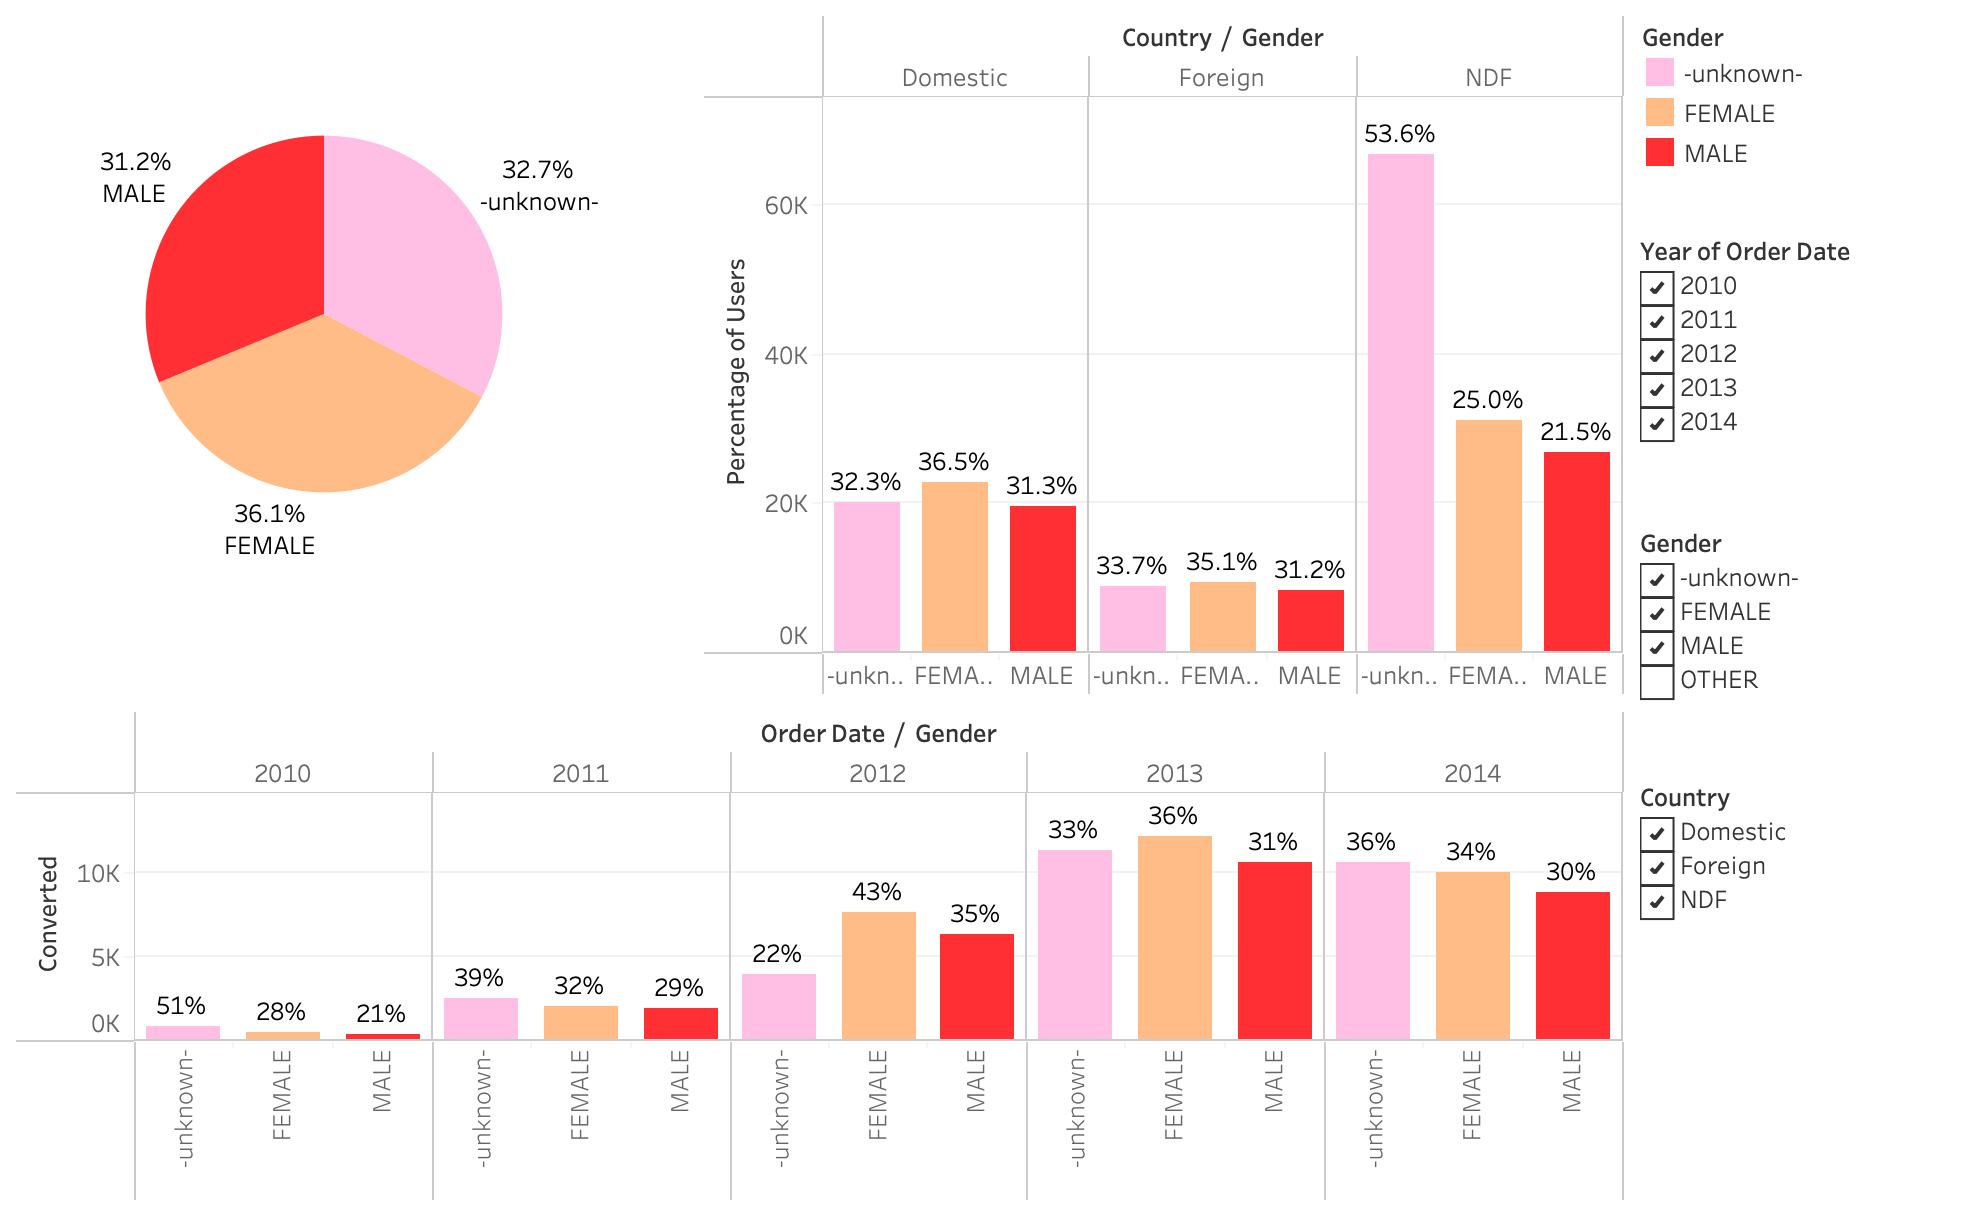 31.2%
MALE
32.7%
-unknown-
36.1%
FEMALE
Country / Gender
Domestic Foreign NDF
Percentage of Users
60K
40K
20K
0K
32.3% 36.5% 31.3% 33.7% 35.1% 31.2% 53.6% 25.0% 21.5%
-unkn.. FEMA.. MALE -unkn.. FEMA.. MALE -unkn.. FEMA.. MALE
Gender
-unknown-
FEMALE
MALE
Year of Order Date
2010
2011
2012
2013
2014
Gender
-unknown-
FEMALE
MALE
OTHER
Country
Domestic
Foreign
NDF
Order Date / Gender
2010 2011 2012 2013 2014
Converted
10K
5K
0K
51% 28% 21% 39% 32% 29% 22% 43% 35% 33% 36% 31% 36% 34% 30%
-unknown- FEMALE MALE -unknown- FEMALE MALE -unknown- FEMALE MALE -unknown- FEMALE MALE -unknown- FEMALE MALE